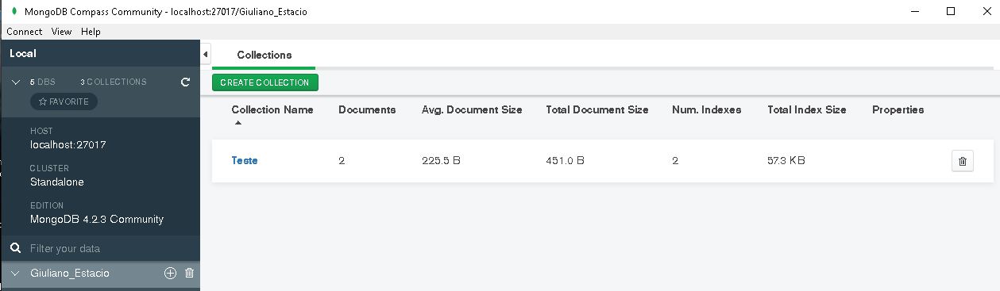 MongoDB Compass Community - localhost:27017/Giuliano_Estacio
Connect View Help
Local
Collections
5 DBS 3 COLLECTIONS
FAVORITE
CREATE COLLECTION
Collection Name Documents Avg. Document Size Total Document Size Num. Indexes Total Index Size Properties
Teste 2 225.5 B 451.0 B 2 57.3 KB
HOST
localhost:27017
CLUSTER
Standalone
EDITION
MongoDB 4.2.3 Community
Filter your data
Giuliano_Estacio